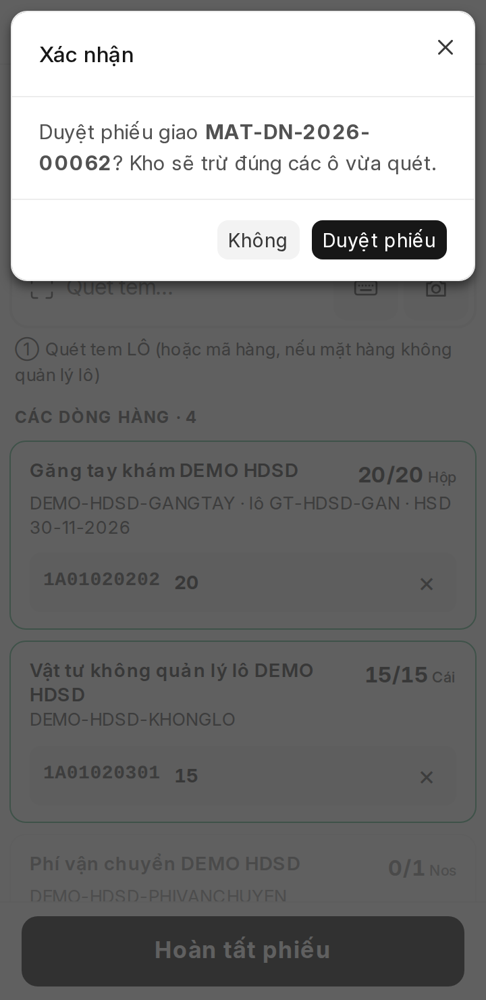 Xác nhận
Duyệt phiếu giao MAT-DN-2026-
00062? Kho sẽ trừ đúng các ô vừa quét.
Không
Duyệt phiếu
Quét tem...
① Quét tem LÔ (hoặc mã hàng, nếu mặt hàng không
quản lý lô)
CÁC DÒNG HÀNG · 4
Găng tay khám DEMO HDSD
20/20 Hộp
DEMO-HDSD-GANGTAY · lô GT-HDSD-GAN · HSD
30-11-2026
1A01020202 20
Vật tư không quản lý lô DEMO
HDSD
15/15 Cái
DEMO-HDSD-KHONGLO
1A01020301 15
Phí vận chuyển DEMO HDSD
0/1 Nos
DEMO-HDSD-PHIVANCHUYEN
Hoàn tất phiếu